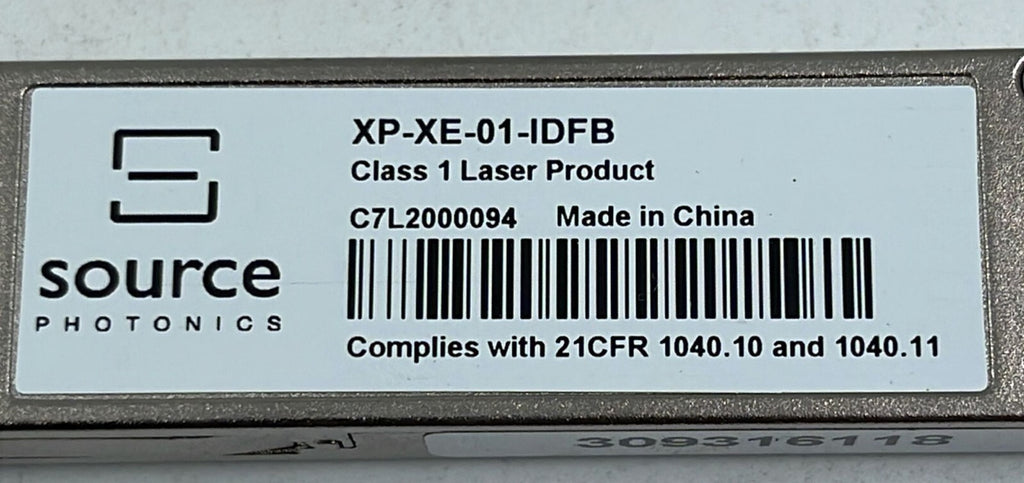 source
PHOTONICS
XP-XE-01-IDFB
Class 1 Laser Product
C7L2000094 Made in China
Complies with 21CFR 1040.10 and 1040.11
309316118